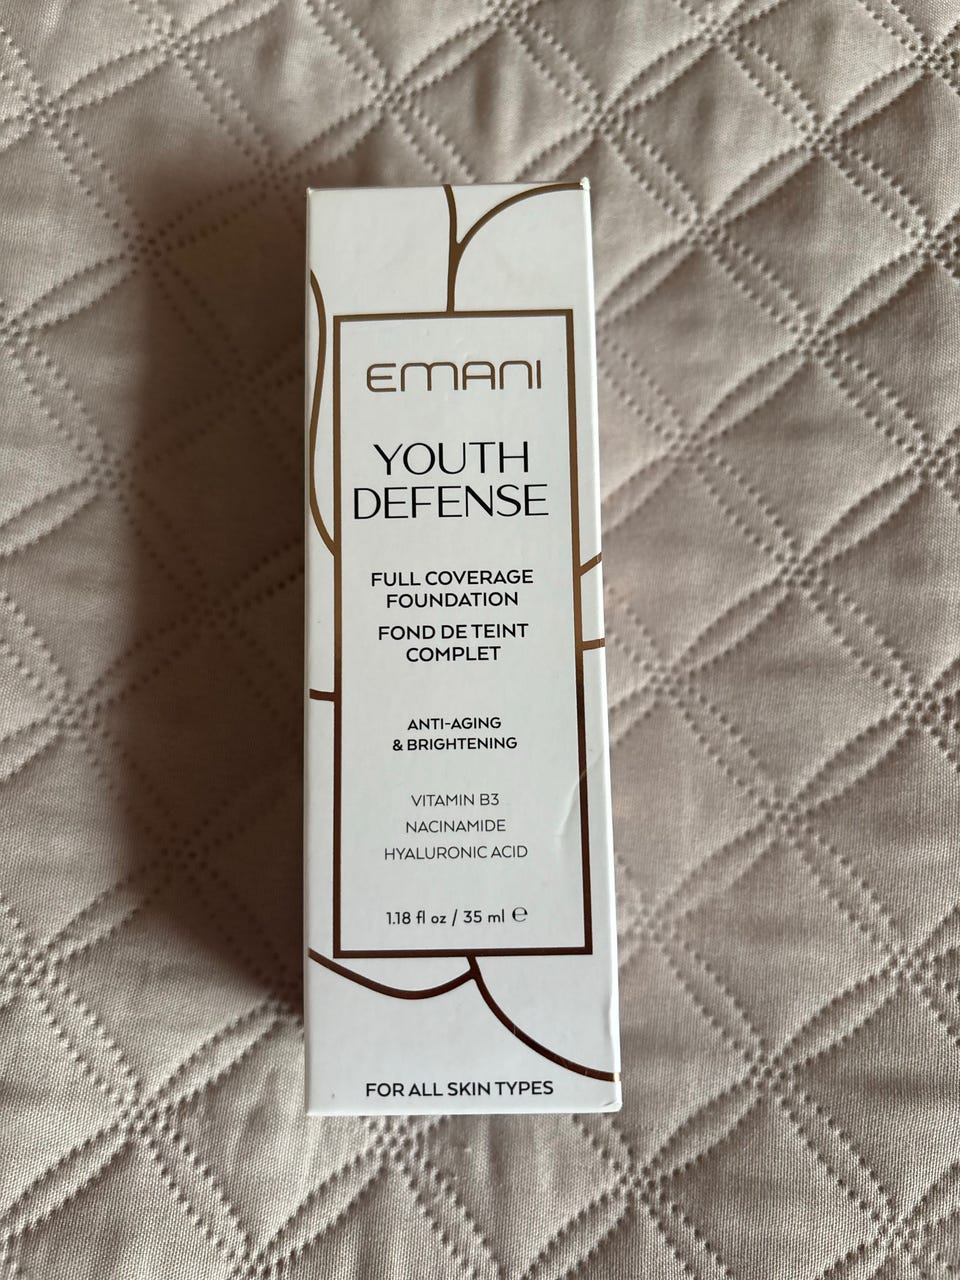 EMANI
YOUTH
DEFENSE
FULL COVERAGE
FOUNDATION
FOND DE TEINT
COMPLET
ANTI-AGING
& BRIGHTENING
VITAMIN B3
NACINAMIDE
HYALURONIC ACID
1.18 fl oz / 35 ml ℮
FOR ALL SKIN TYPES